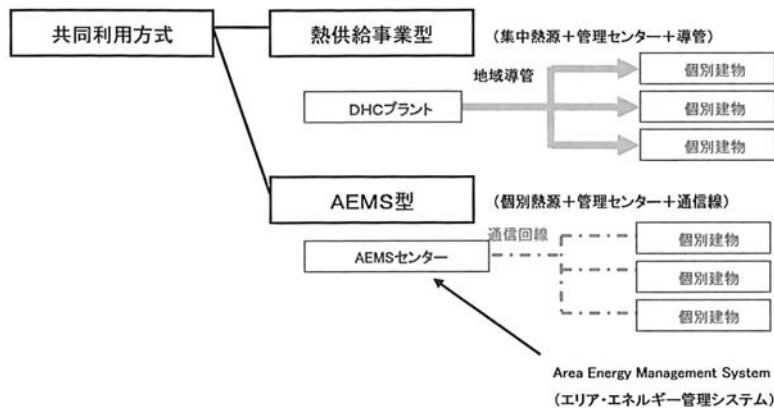 共同利用方式
熱供給事業型
(集中熱源+管理センター+導管)
地域導管
個別建物
DHCプラント
個別建物
個別建物
AEMS型
(個別熱源+管理センター+通信線)
通信回線
個別建物
AEMSセンター
個別建物
個別建物
Area Energy Management System
(エリア・エネルギー管理システム)